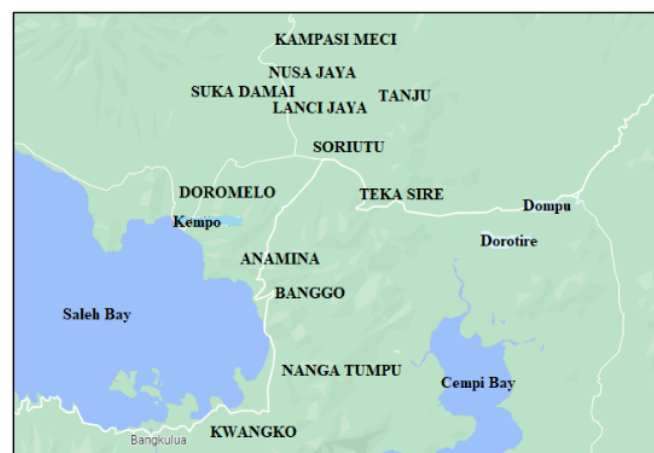 KAMPASI MECI
NUSA JAYA
SUKA DAMAI
TANJU
LANCI JAYA
SORIUTU
DOROMELO
TEKA SIRE
Dompu
Kempo
Dorotire
ANAMINA
BANGGO
Saleh Bay
NANGA TUMPU
Cempi Bay
KWANGKO
Bangkulua